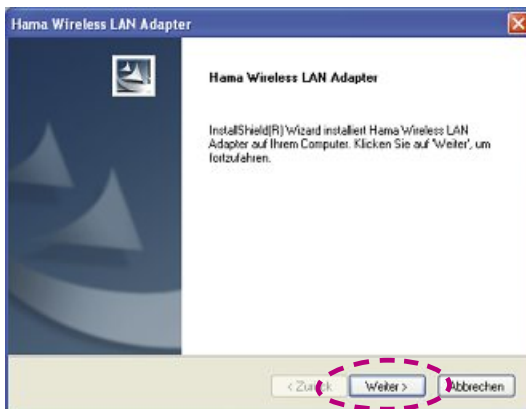 Hama Wireless LAN Adapter
Hama Wireless LAN Adapter
InstallShield(R) Wizard installiert Hama Wireless LAN
Adapter auf Ihrem Computer. Klicken Sie auf 'Weiter', um
fortzufahren.
< Zurück Weiter > Abbrechen